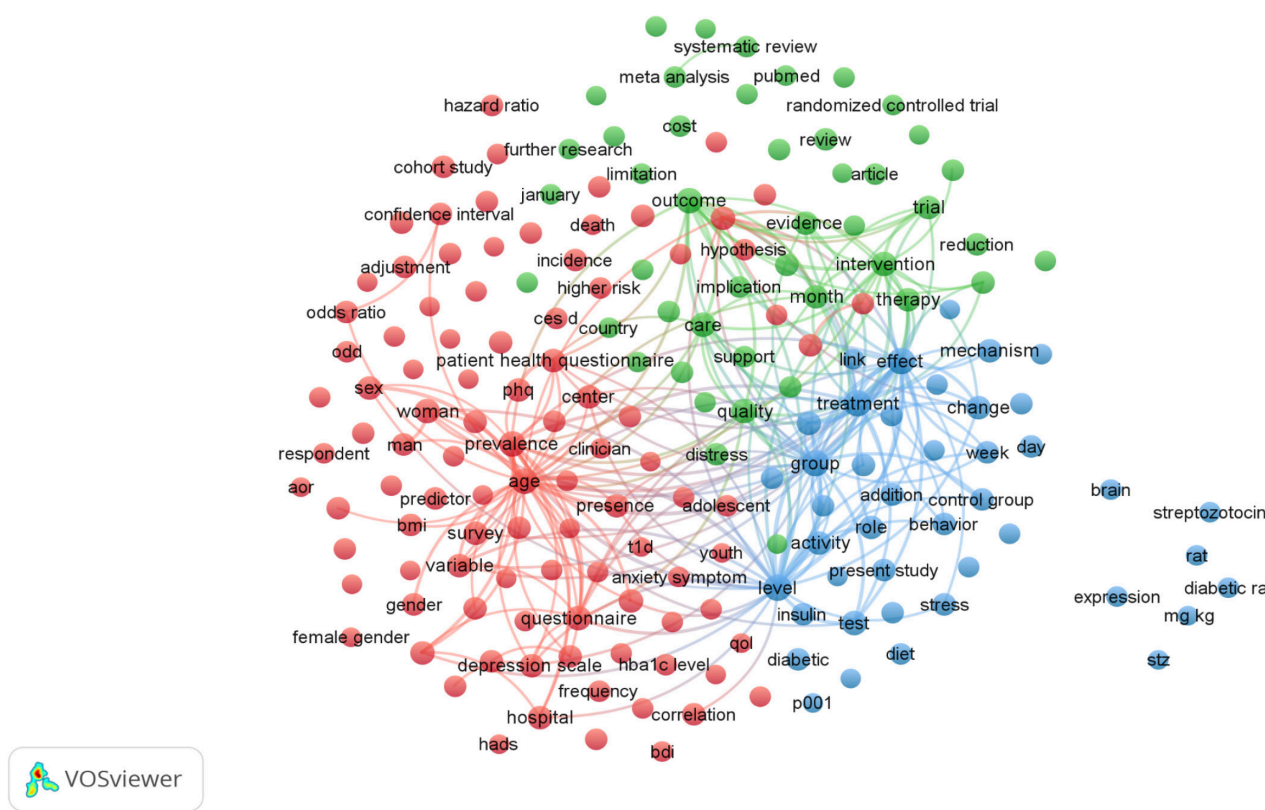 systematic review
meta analysis
pubmed
hazard ratio
randomized controlled trial
cost
review
further research
cohort study
limitation
article
january
outcome
trial
confidence interval
death
evidence
reduction
hypothesis
incidence
adjustment
intervention
higher risk
implication
month
therapy
odds ratio
ces d
country
care
odd
patient health questionnaire
support
link
effect
mechanism
sex
phq
center
treatment
change
woman
quality
man
prevalence
clinician
distress
group
week
day
respondent
age
aor
predictor
presence
adolescent
addition
control group
brain
bmi
survey
role
behavior
streptozotocin
t1d
youth
activity
rat
variable
anxiety symptom
level
present study
diabetic ra
expression
gender
questionnaire
insulin
test
stress
mg kg
female gender
qol
depression scale
hba1c level
diabetic
diet
stz
frequency
p001
hospital
correlation
hads
bdi
VOSviewer